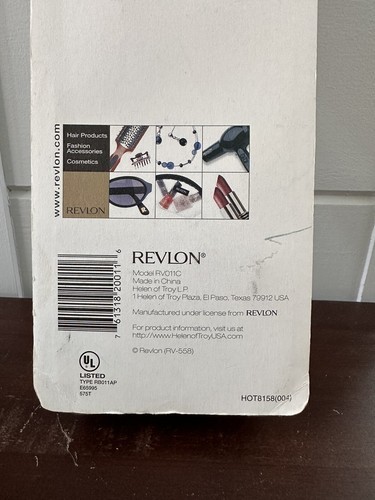 www.revlon.com
Hair Products
Fashion
Accessories
Cosmetics
REVLON
REVLON®
Model RV011C
Made in China
Helen of Troy L.P.
1 Helen of Troy Plaza, El Paso, Texas 79912 USA
Manufactured under license from REVLON
For product information, visit us at
http://www.HelenofTroyUSA.com
© Revlon (RV-558)
7 61318 20011 6
UL
LISTED
TYPE RB011AP
E65995
575T
HOT8158(004)